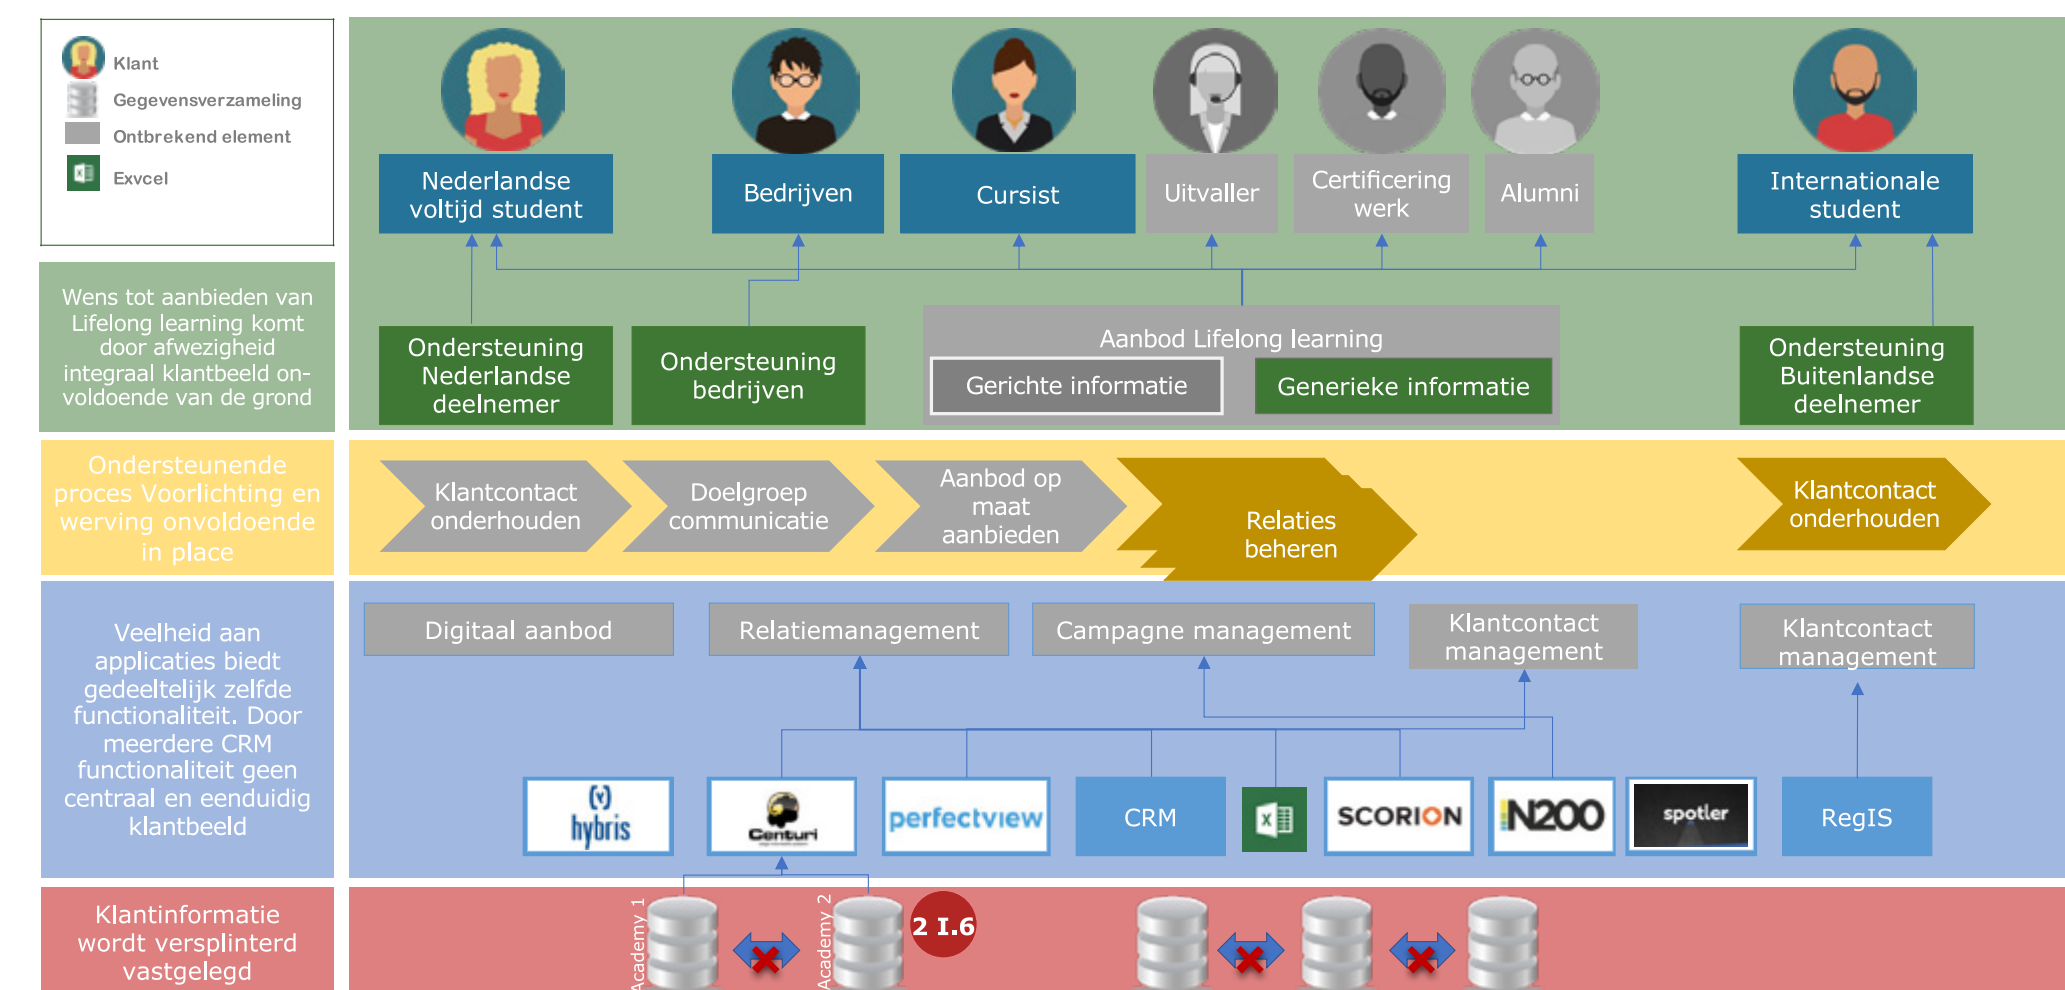 Klant
Gegevensverzameling
Ontbrekend element
Exvcel
Nederlandse
voltijd student
Bedrijven
Cursist
Uitvaller
Certificering
werk
Alumni
Internationale
student
Wens tot aanbieden van
Lifelong learning komt
door afwezigheid
integraal klantbeeld on-
voldoende van de grond
Ondersteuning
Nederlandse
deelnemer
Ondersteuning
bedrijven
Aanbod Lifelong learning
Gerichte informatie
Generieke informatie
Ondersteuning
Buitenlandse
deelnemer
Ondersteunende
proces Voorlichting en
werving onvoldoende
in place
Klantcontact
onderhouden
Doelgroep
communicatie
Aanbod op
maat
aanbieden
Relaties
beheren
Klantcontact
onderhouden
Veelheid aan
applicaties biedt
gedeeltelijk zelfde
functionaliteit. Door
meerdere CRM
functionaliteit geen
centraal en eenduidig
klantbeeld
Digitaal aanbod
Relatiemanagement
Campagne management
Klantcontact
management
Klantcontact
management
hybris
Centuri
perfectview
CRM
SCORION
N200
spotler
RegIS
Klantinformatie
wordt versplinterd
vastgelegd
Academy 1
Academy 2
2 I.6